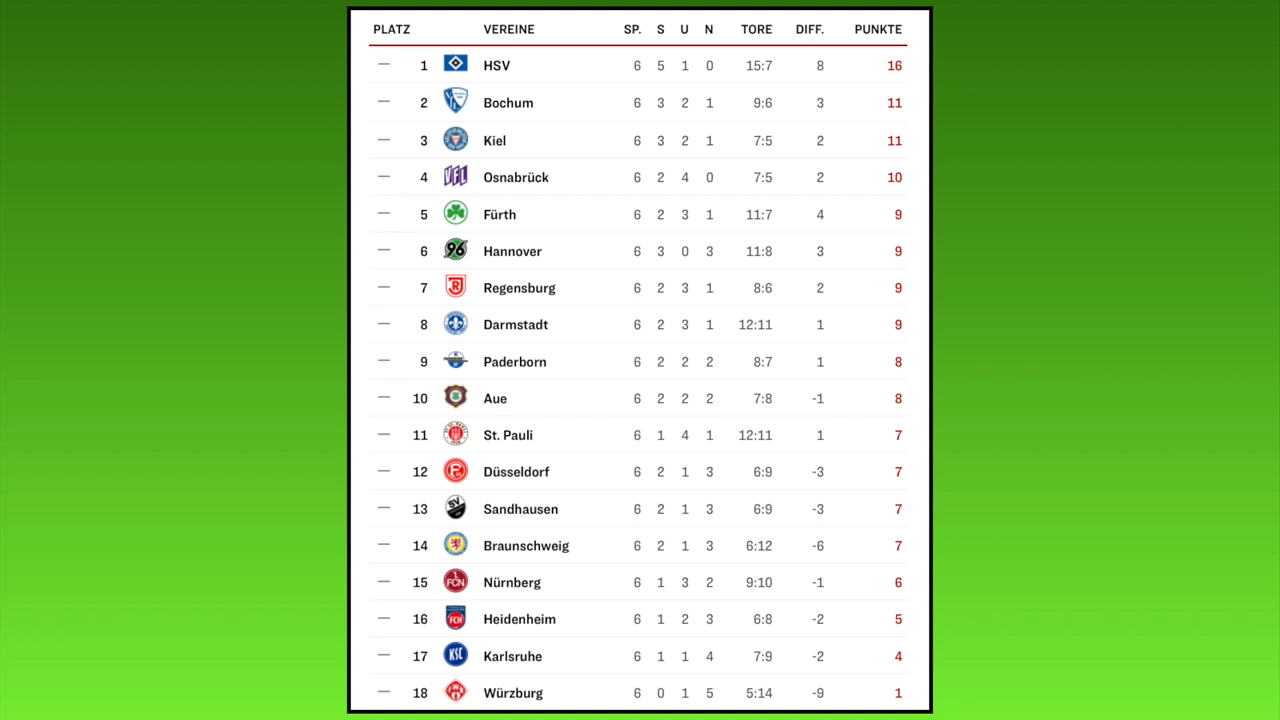 PLATZ VEREINE SP. S U N TORE DIFF. PUNKTE
— 1 HSV 6 5 1 0 15:7 8 16
— 2 Bochum 6 3 2 1 9:6 3 11
— 3 Kiel 6 3 2 1 7:5 2 11
— 4 VFL Osnabrück 6 2 4 0 7:5 2 10
— 5 Fürth 6 2 3 1 11:7 4 9
— 6 96 Hannover 6 3 0 3 11:8 3 9
— 7 R Regensburg 6 2 3 1 8:6 2 9
— 8 Darmstadt 6 2 3 1 12:11 1 9
— 9 Paderborn 6 2 2 2 8:7 1 8
— 10 Aue 6 2 2 2 7:8 -1 8
— 11 St. Pauli 6 1 4 1 12:11 1 7
— 12 Düsseldorf 6 2 1 3 6:9 -3 7
— 13 SV Sandhausen 6 2 1 3 6:9 -3 7
— 14 Braunschweig 6 2 1 3 6:12 -6 7
— 15 1. FCN Nürnberg 6 1 3 2 9:10 -1 6
— 16 FCH Heidenheim 6 1 2 3 6:8 -2 5
— 17 KSC Karlsruhe 6 1 1 4 7:9 -2 4
— 18 Würzburg 6 0 1 5 5:14 -9 1